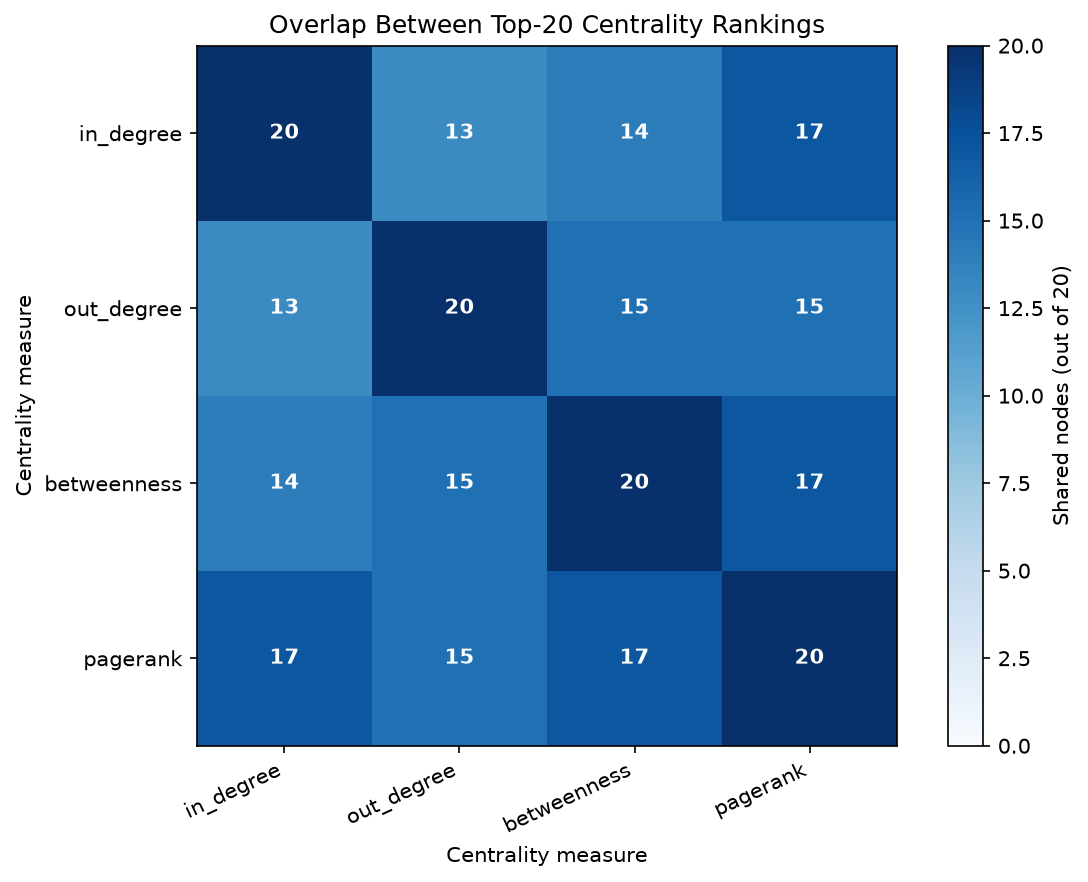 Overlap Between Top-20 Centrality Rankings
Centrality measure
in_degree 20 13 14 17
out_degree 13 20 15 15
betweenness 14 15 20 17
pagerank 17 15 17 20
in_degree out_degree betweenness pagerank
Centrality measure
20.0
17.5
15.0
12.5
10.0
7.5
5.0
2.5
0.0
Shared nodes (out of 20)